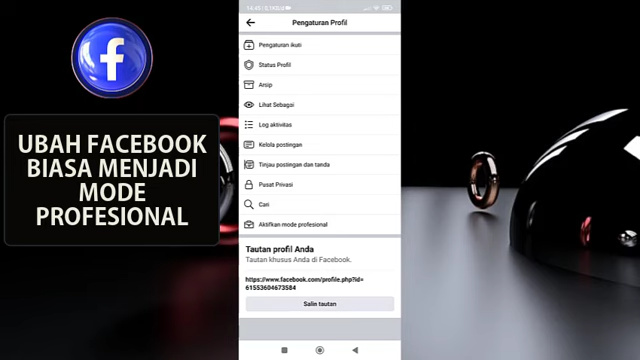 UBAH FACEBOOK
BIASA MENJADI
MODE
PROFESIONAL
Pengaturan Profil
Pengaturan ikuti
Status Profil
Arsip
Lihat Sebagai
Log aktivitas
Kelola postingan
Tinjau postingan dan tanda
Pusat Privasi
Cari
Aktifkan mode profesional
Tautan profil Anda
Tautan khusus Anda di Facebook.
https://www.facebook.com/profile.php?id=
61553604673584
Salin tautan